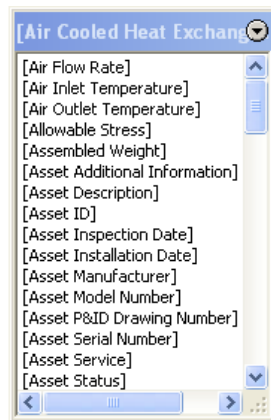 [Air Cooled Heat Exchang
[Air Flow Rate]
[Air Inlet Temperature]
[Air Outlet Temperature]
[Allowable Stress]
[Assembled Weight]
[Asset Additional Information]
[Asset Description]
[Asset ID]
[Asset Inspection Date]
[Asset Installation Date]
[Asset Manufacturer]
[Asset Model Number]
[Asset P&ID Drawing Number]
[Asset Serial Number]
[Asset Service]
[Asset Status]